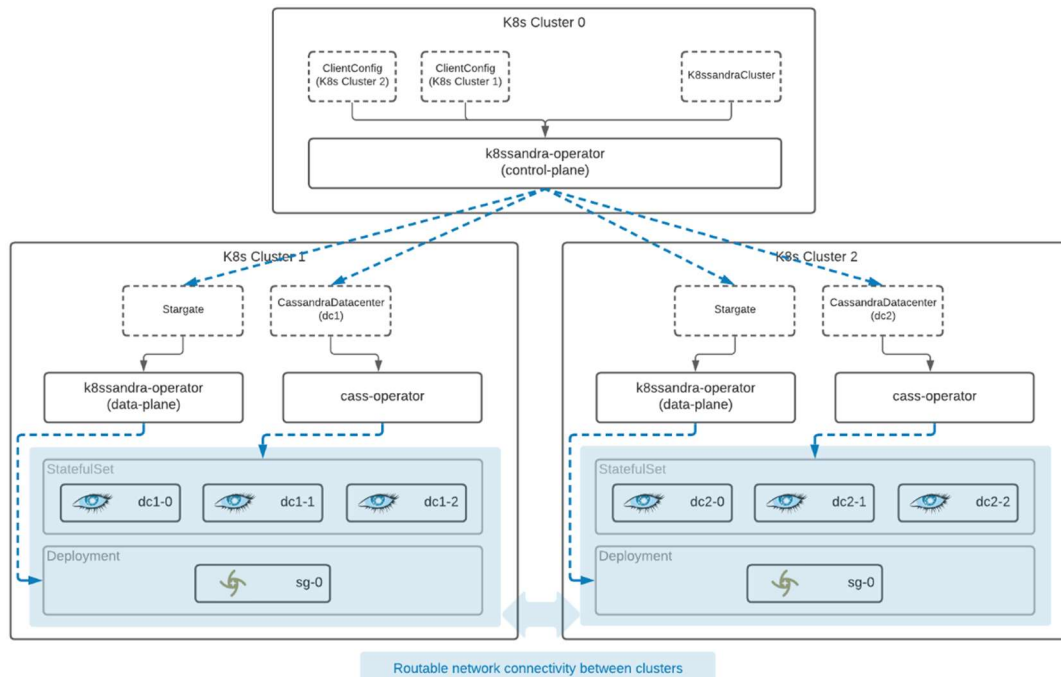 K8s Cluster 0
ClientConfig
(K8s Cluster 2)
ClientConfig
(K8s Cluster 1)
K8ssandraCluster
k8ssandra-operator
(control-plane)
K8s Cluster 1
Stargate
CassandraDatacenter
(dc1)
k8ssandra-operator
(data-plane)
cass-operator
StatefulSet
dc1-0
dc1-1
dc1-2
Deployment
sg-0
K8s Cluster 2
Stargate
CassandraDatacenter
(dc2)
k8ssandra-operator
(data-plane)
cass-operator
StatefulSet
dc2-0
dc2-1
dc2-2
Deployment
sg-0
Routable network connectivity between clusters